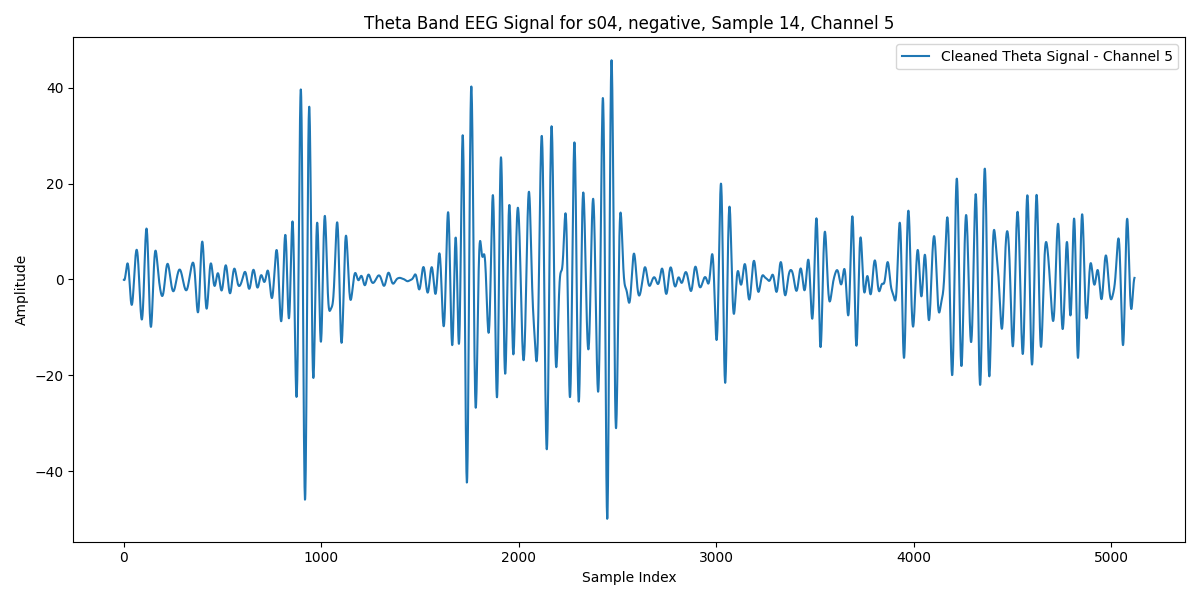 Theta Band EEG Signal for s04, negative, Sample 14, Channel 5
Cleaned Theta Signal - Channel 5
Amplitude
40
20
0
−20
−40
0 1000 2000 3000 4000 5000
Sample Index